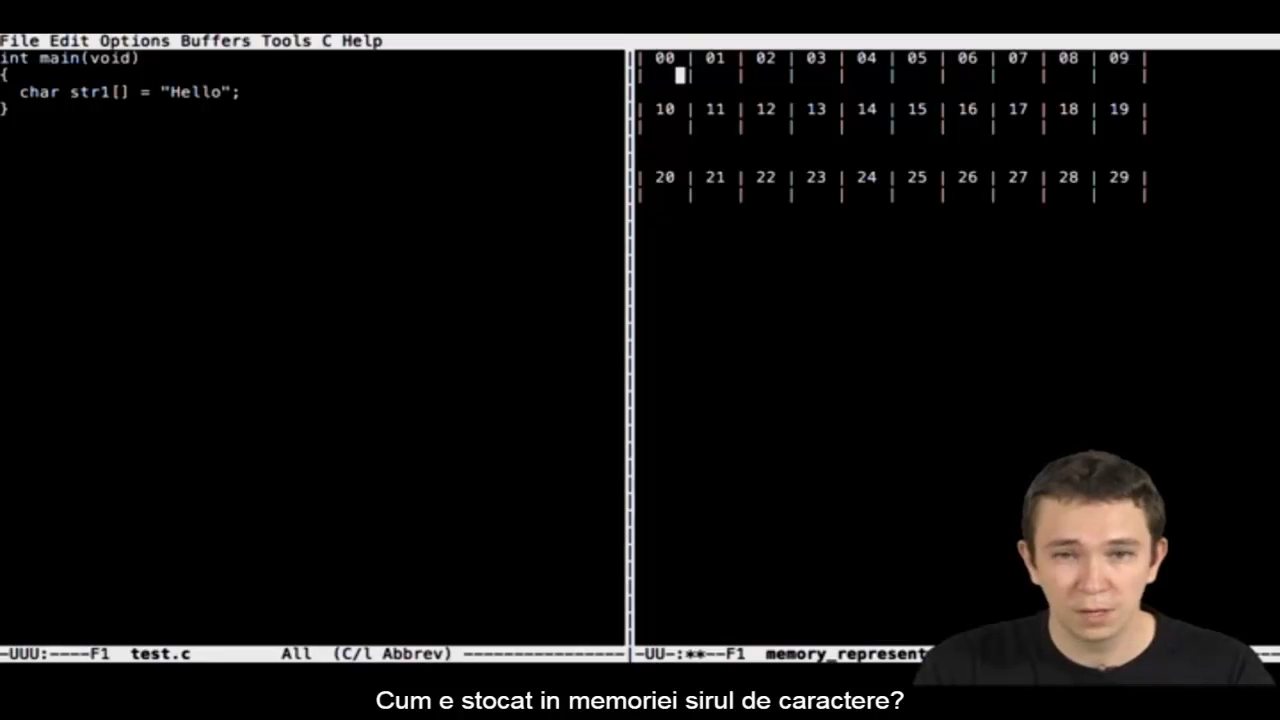 File Edit Options Buffers Tools C Help
int main(void)
{
  char str1[] = "Hello";
}
| 00 | 01 | 02 | 03 | 04 | 05 | 06 | 07 | 08 | 09 |
| 10 | 11 | 12 | 13 | 14 | 15 | 16 | 17 | 18 | 19 |
| 20 | 21 | 22 | 23 | 24 | 25 | 26 | 27 | 28 | 29 |
-UUU:----F1  test.c         All  (C/l Abbrev) ----------------
-UU-:**--F1  memory_represent
Cum e stocat in memoriei sirul de caractere?